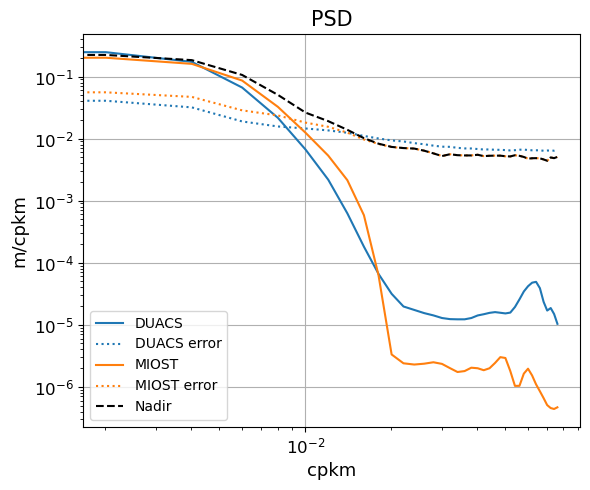 PSD
m/cpkm
10⁻¹
10⁻²
10⁻³
10⁻⁴
10⁻⁵
10⁻⁶
DUACS
DUACS error
MIOST
MIOST error
Nadir
10⁻²
cpkm